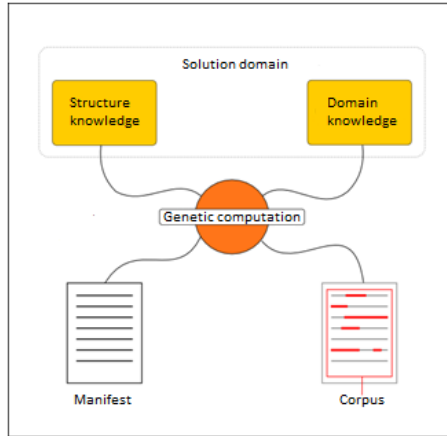 Solution domain
Structure
knowledge
Domain
knowledge
Genetic computation
Manifest
Corpus